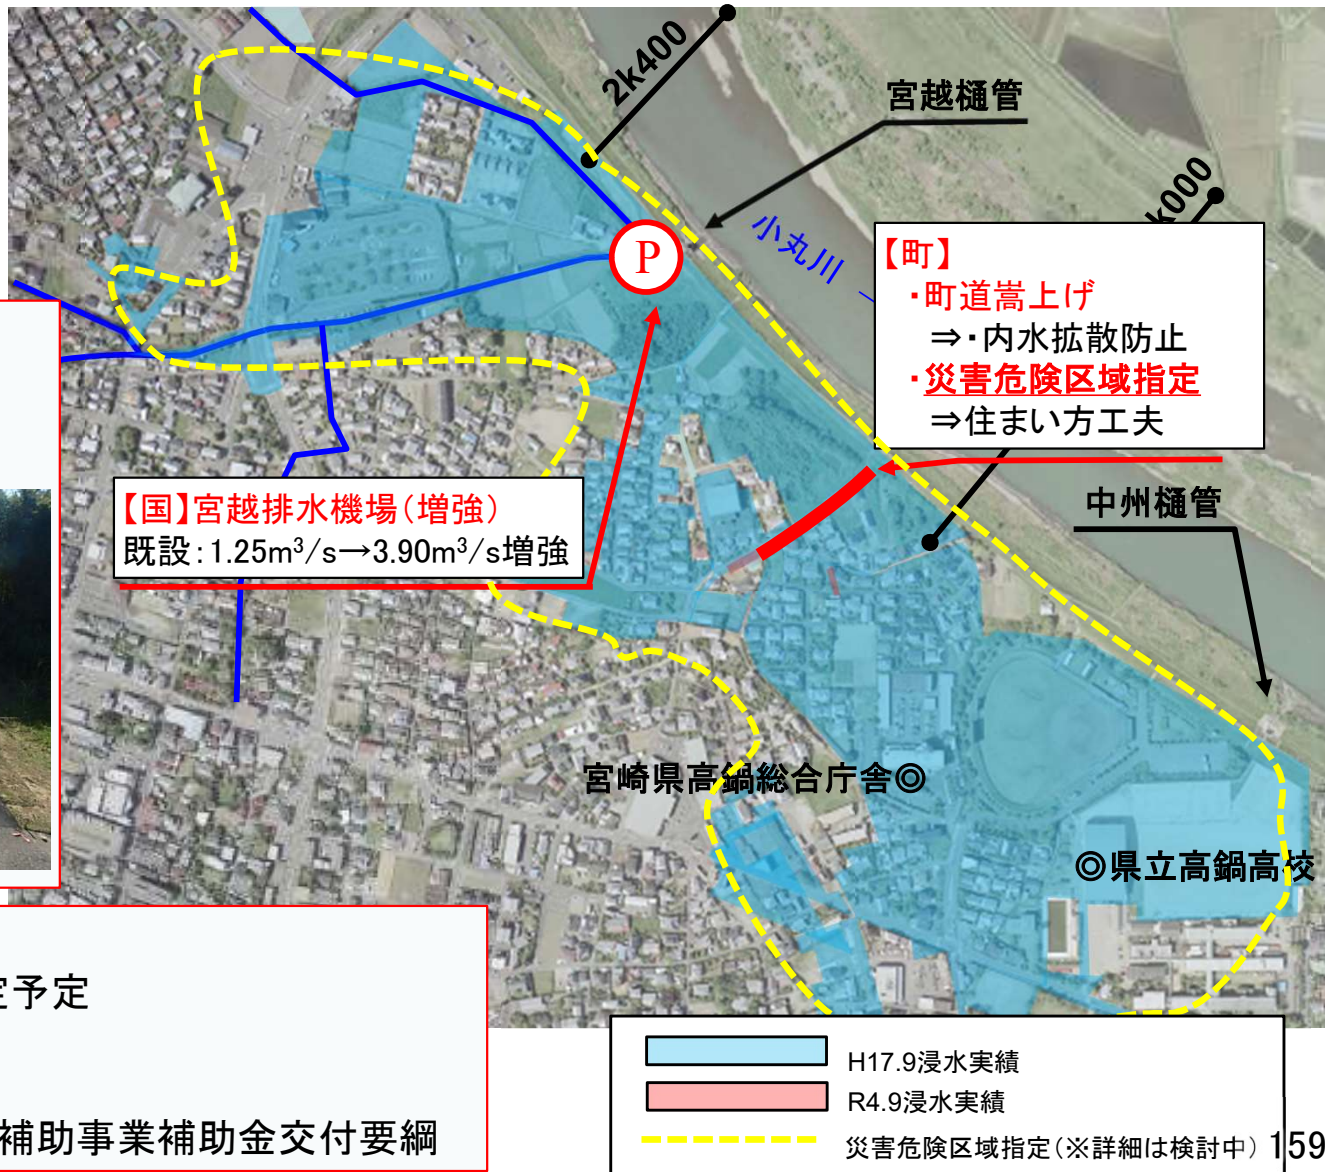 2k400
宮越樋管
k000
小丸川
P
【町】
・町道嵩上げ
⇒・内水拡散防止
・災害危険区域指定
⇒住まい方工夫
中州樋管
【国】宮越排水機場（増強）
既設：1.25m³/s→3.90m³/s増強
宮崎県高鍋総合庁舎◎
◎県立高鍋高校
定予定
補助事業補助金交付要綱
H17.9浸水実績
R4.9浸水実績
災害危険区域指定（※詳細は検討中）
159